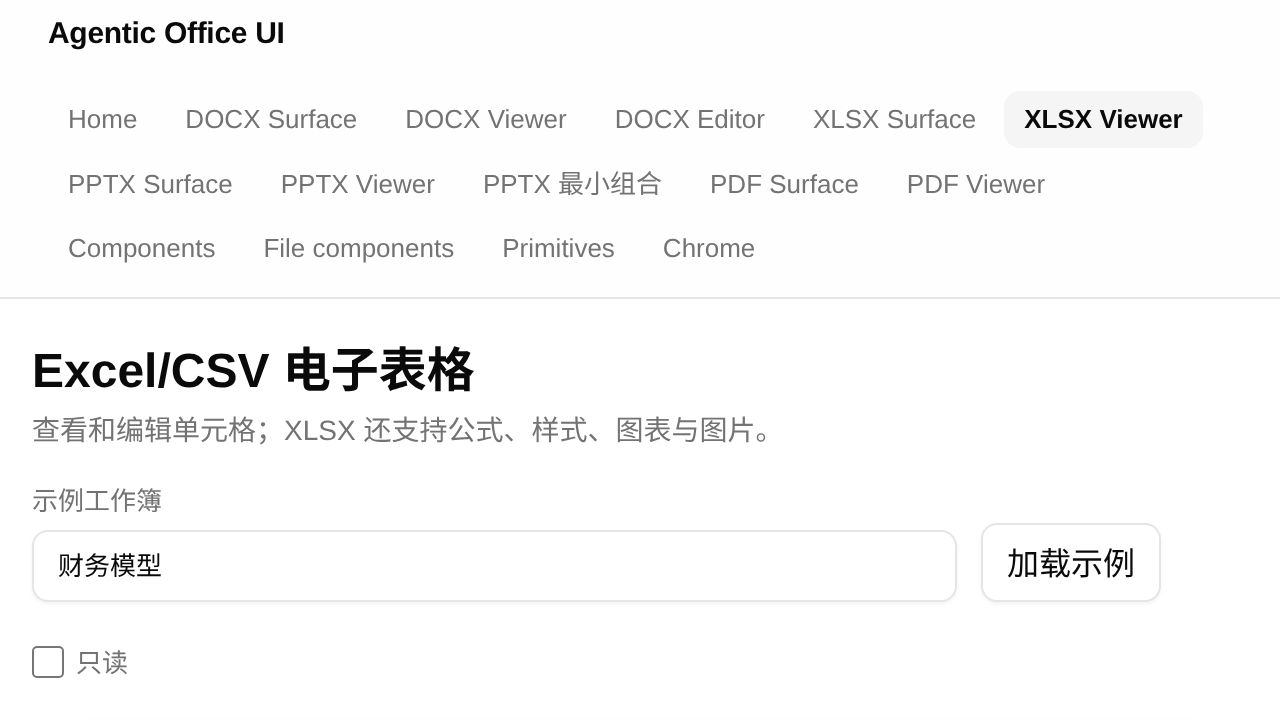 Agentic Office UI
Home DOCX Surface DOCX Viewer DOCX Editor XLSX Surface XLSX Viewer
PPTX Surface PPTX Viewer PPTX 最小组合 PDF Surface PDF Viewer
Components File components Primitives Chrome
Excel/CSV 电子表格
查看和编辑单元格；XLSX 还支持公式、样式、图表与图片。
示例工作簿
财务模型 加载示例
只读